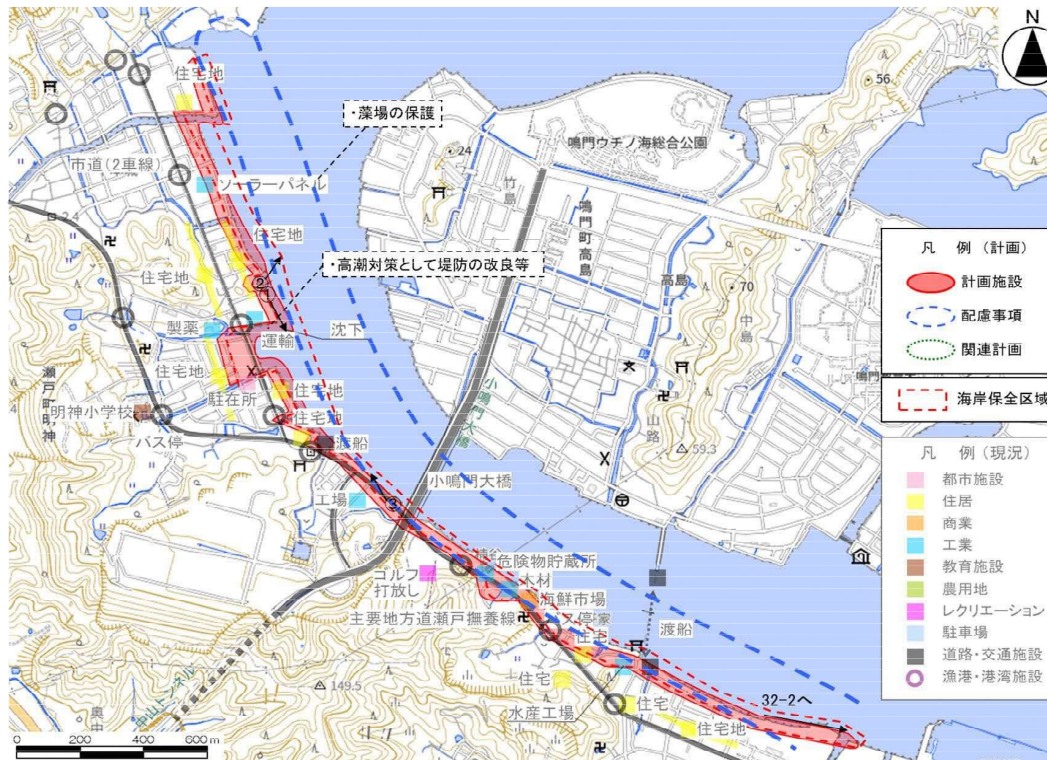 N
住宅地
・藻場の保護
56
24
鳴門ウチノ海総合公園
竹島
市道(2車線)
ソーラーパネル
鳴門町高島
24
住宅地
凡 例 (計画)
・高潮対策として堤防の改良等
計画施設
高島
70
住宅地
②
①
中島
配慮事項
製薬
運輸
沈下
関連計画
住宅地
小鳴門大橋
海岸保全区域
瀬戸町明神
駐在所
住宅地
山路
明神小学校
住宅地
凡 例 (現況)
バス停
渡船
59.3
都市施設
小鳴門大橋
住居
工場
③
商業
工業
危険物貯蔵所
教育施設
ゴルフ
打放し
木材
農用地
海鮮市場
レクリエーション
主要地方道瀬戸撫養線
バス停
駐車場
住宅
渡船
道路・交通施設
漁港・港湾施設
149.5
住宅
32-2へ
中山トンネル
水産工場
住宅
住宅地
0 200 400 600m